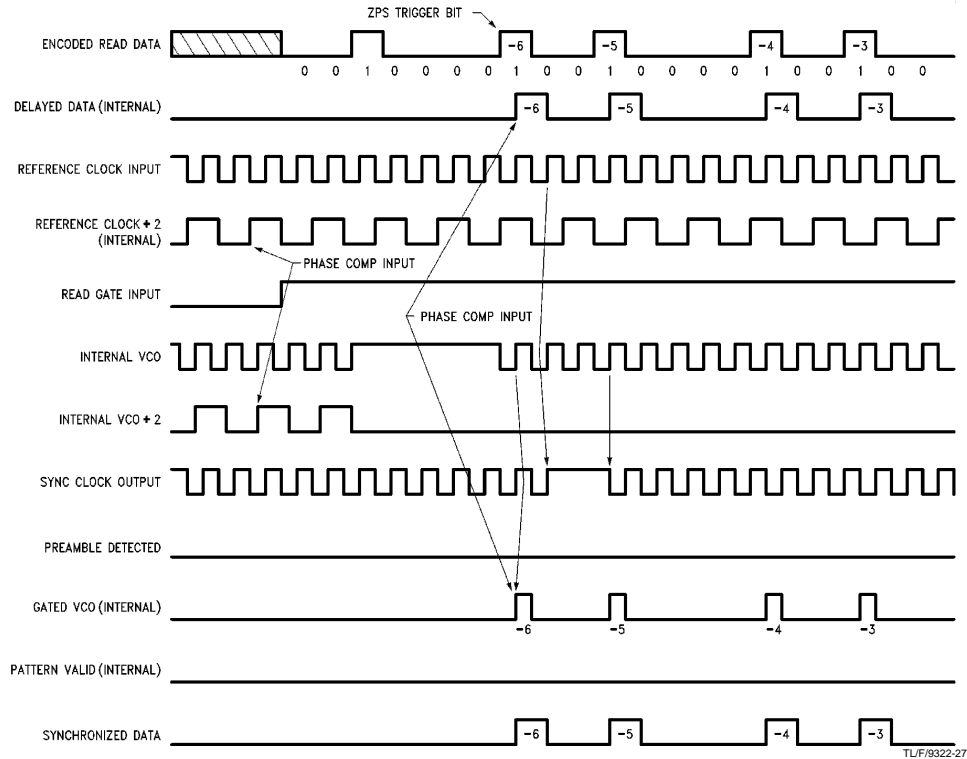 ZPS TRIGGER BIT
ENCODED READ DATA
-6
-5
-4
-3
0 0 1 0 0 0 0 1 0 0 1 0 0 0 0 1 0 0 1 0 0
DELAYED DATA (INTERNAL)
-6
-5
-4
-3
REFERENCE CLOCK INPUT
REFERENCE CLOCK + 2
(INTERNAL)
PHASE COMP INPUT
READ GATE INPUT
PHASE COMP INPUT
INTERNAL VCO
INTERNAL VCO + 2
SYNC CLOCK OUTPUT
PREAMBLE DETECTED
GATED VCO (INTERNAL)
-6
-5
-4
-3
PATTERN VALID (INTERNAL)
SYNCHRONIZED DATA
-6
-5
-4
-3
TL/F/9322-27